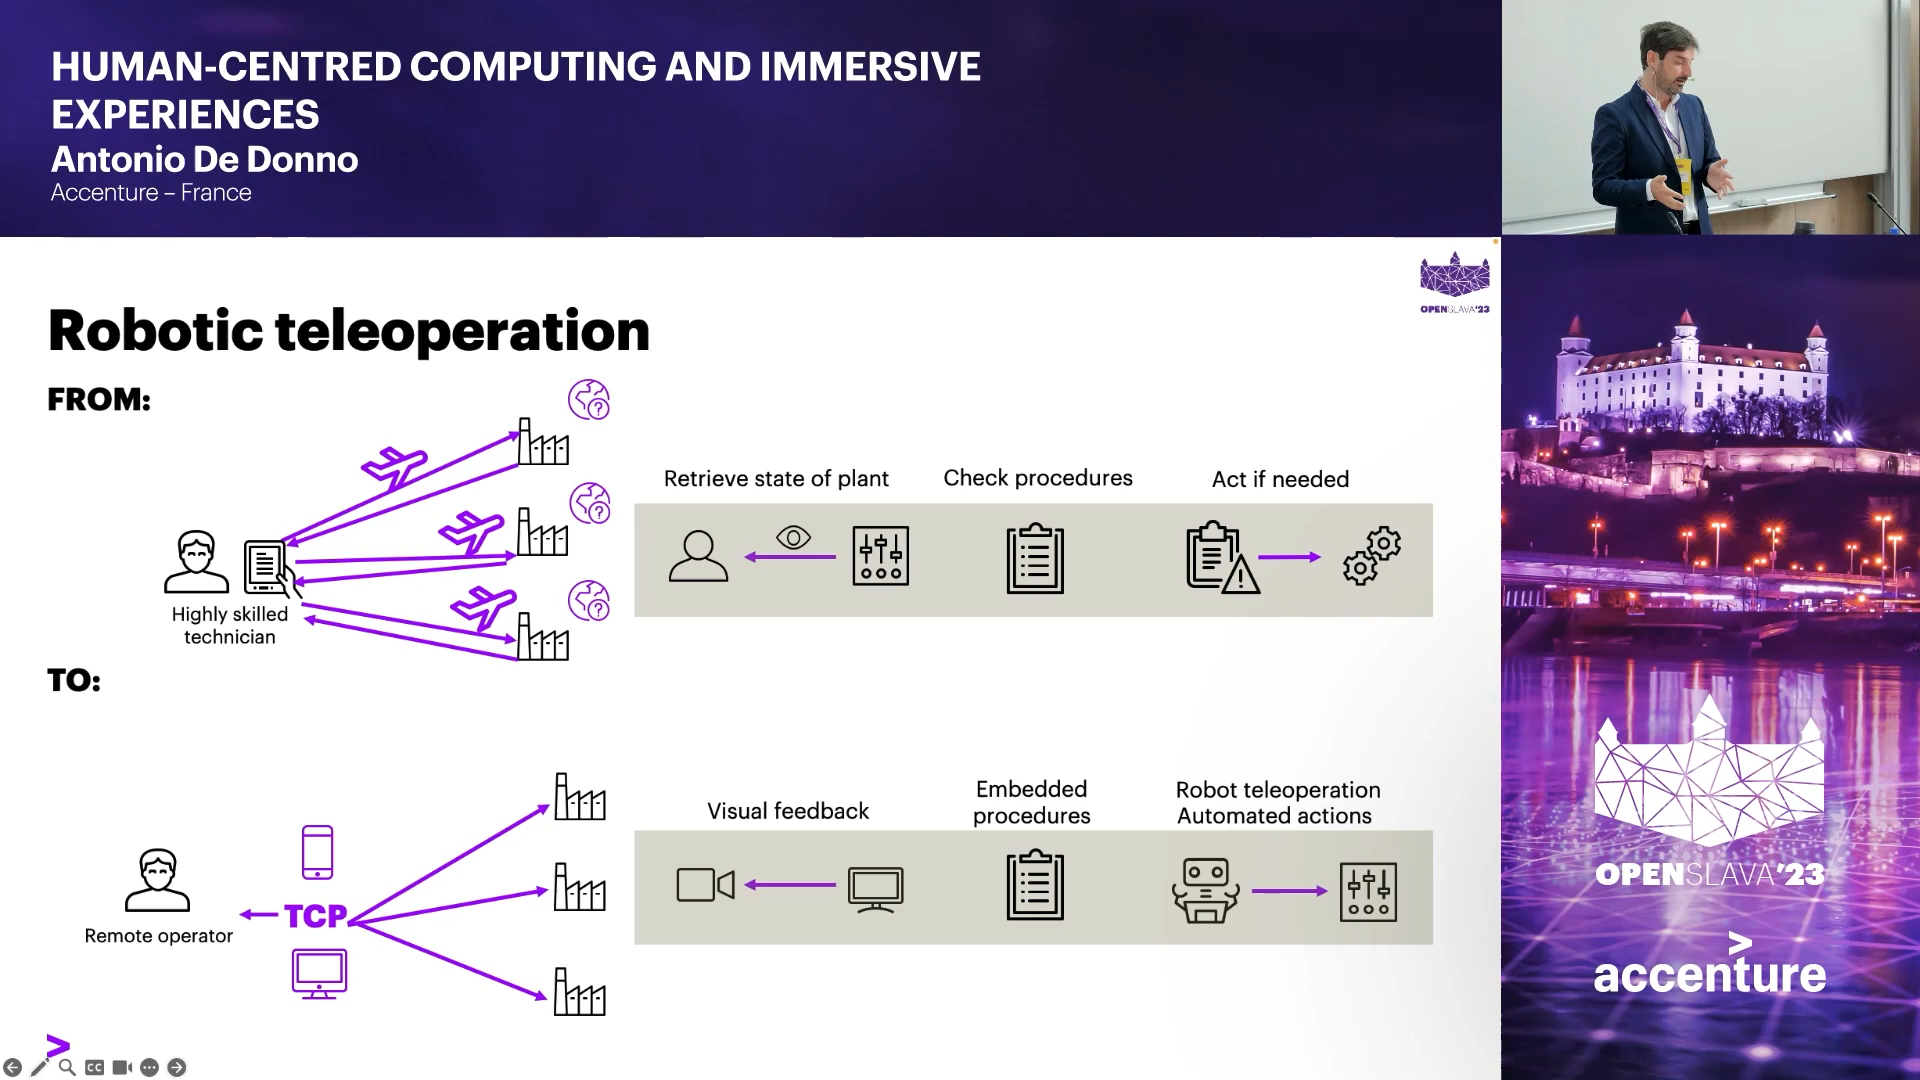 HUMAN-CENTRED COMPUTING AND IMMERSIVE
EXPERIENCES
Antonio De Donno
Accenture – France
OPENSLAVA'23
Robotic teleoperation
FROM:
Retrieve state of plant
Check procedures
Act if needed
Highly skilled
technician
TO:
Visual feedback
Embedded
procedures
Robot teleoperation
Automated actions
TCP
Remote operator
CC
OPENSLAVA'23
accenture